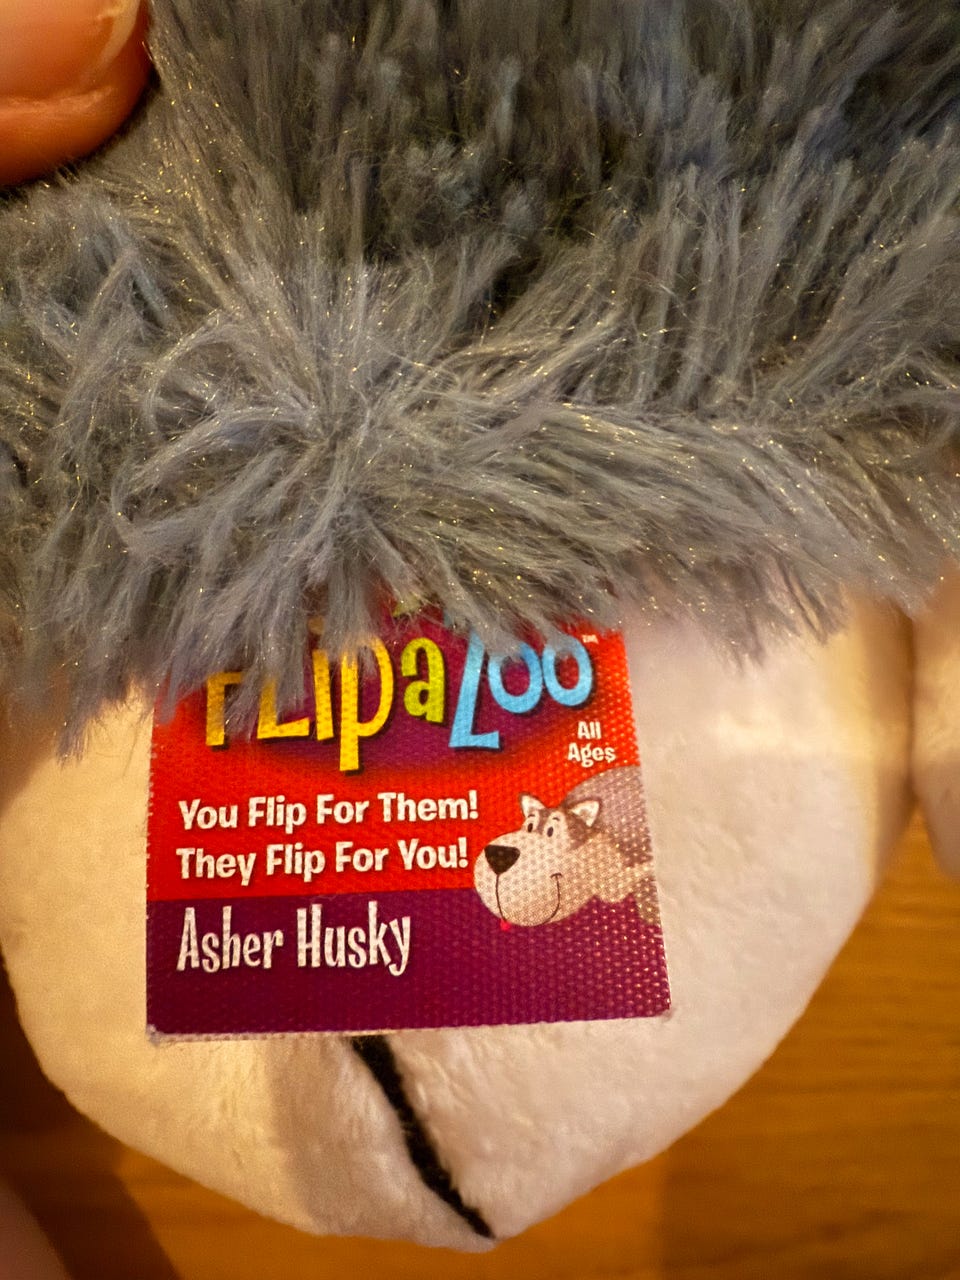 FLipaZoo™
All
Ages
You Flip For Them!
They Flip For You!
Asher Husky